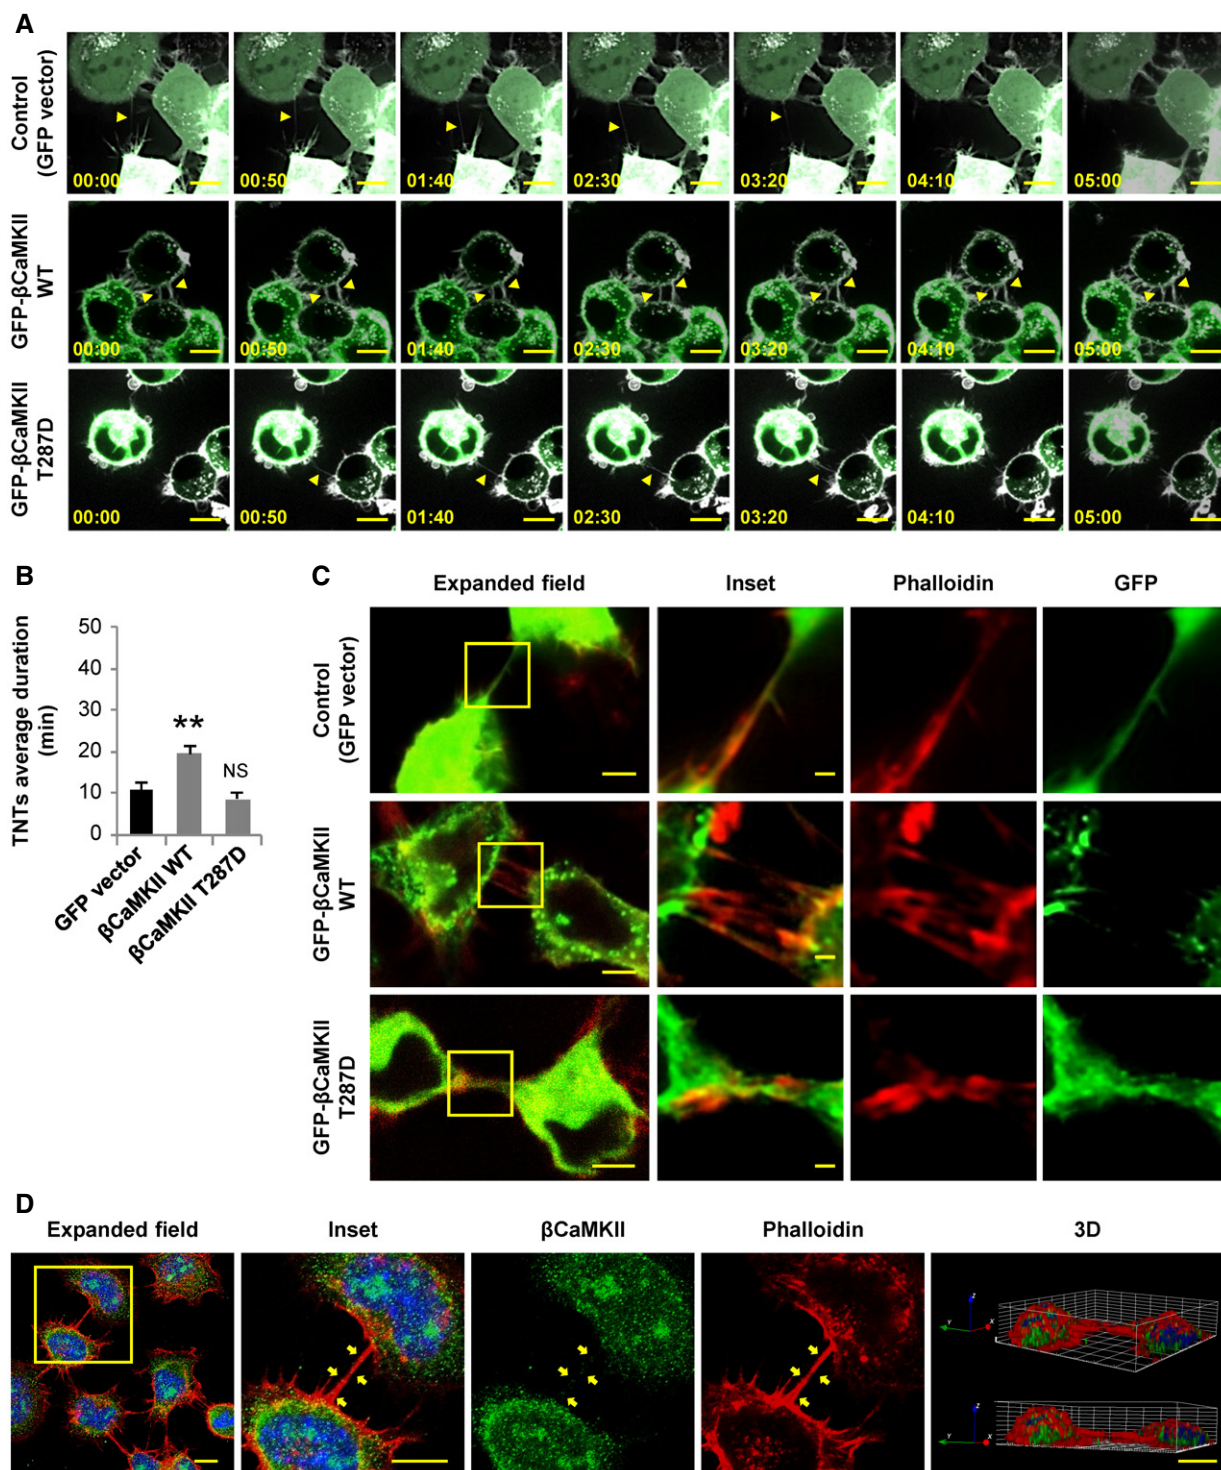 A
Control
(GFP vector)
00:00 00:50 01:40 02:30 03:20 04:10 05:00
GFP-βCaMKII
WT
00:00 00:50 01:40 02:30 03:20 04:10 05:00
GFP-βCaMKII
T287D
00:00 00:50 01:40 02:30 03:20 04:10 05:00
B
TNTs average duration
(min)
50
40
30
20
10
0
**
NS
GFP vector
βCaMKII WT
βCaMKII T287D
C
Expanded field Inset Phalloidin GFP
Control
(GFP vector)
GFP-βCaMKII
WT
GFP-βCaMKII
T287D
D
Expanded field Inset βCaMKII Phalloidin 3D
Z
Y
X
Z
Y
X